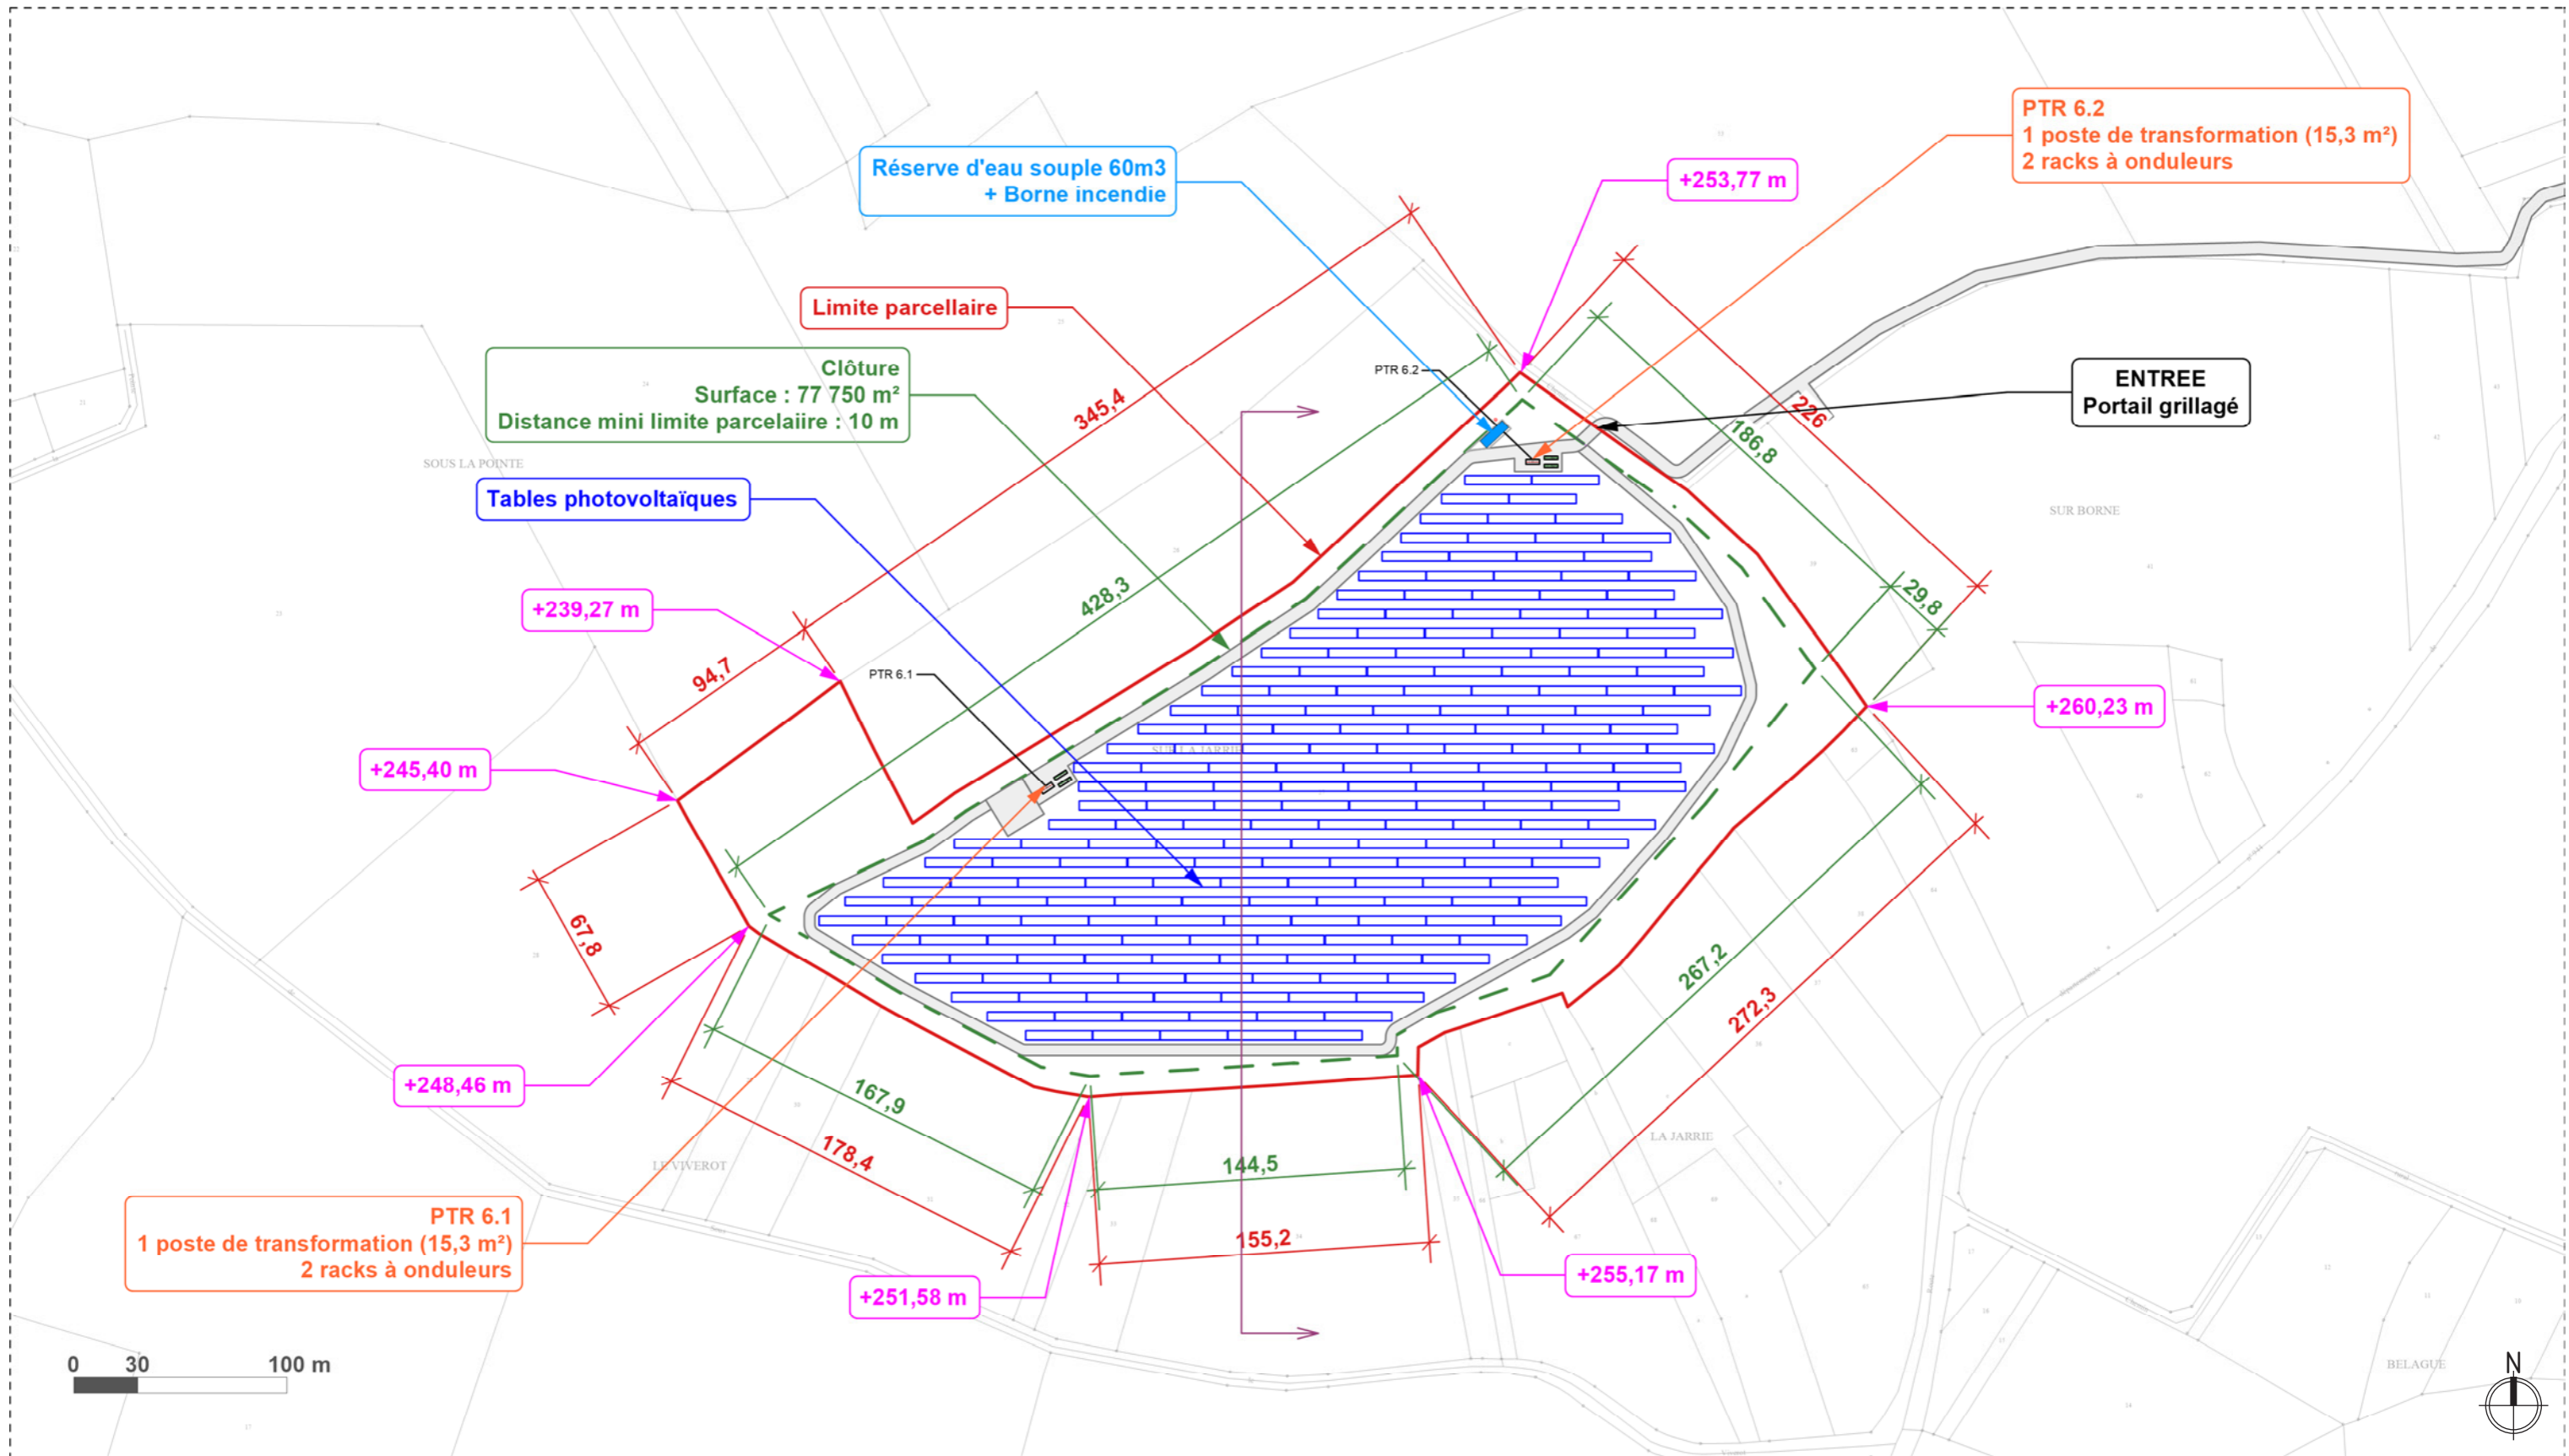 PTR 6.2
1 poste de transformation (15,3 m²)
2 racks à onduleurs
Réserve d'eau souple 60m3
+ Borne incendie
+253,77 m
Limite parcellaire
Clôture
Surface : 77 750 m²
Distance mini limite parcelaiire : 10 m
PTR 6.2
ENTREE
Portail grillagé
345,4
226
186,8
SOUS LA POINTE
Tables photovoltaïques
SUR BORNE
428,3
29,8
+239,27 m
94,7
PTR 6.1
+260,23 m
+245,40 m
SUR LA JARRIE
67,8
267,2
272,3
+248,46 m
167,9
178,4
LE VIVEROT
LA JARRIE
144,5
155,2
PTR 6.1
1 poste de transformation (15,3 m²)
2 racks à onduleurs
+251,58 m
+255,17 m
0 30 100 m
BELAGUE
N